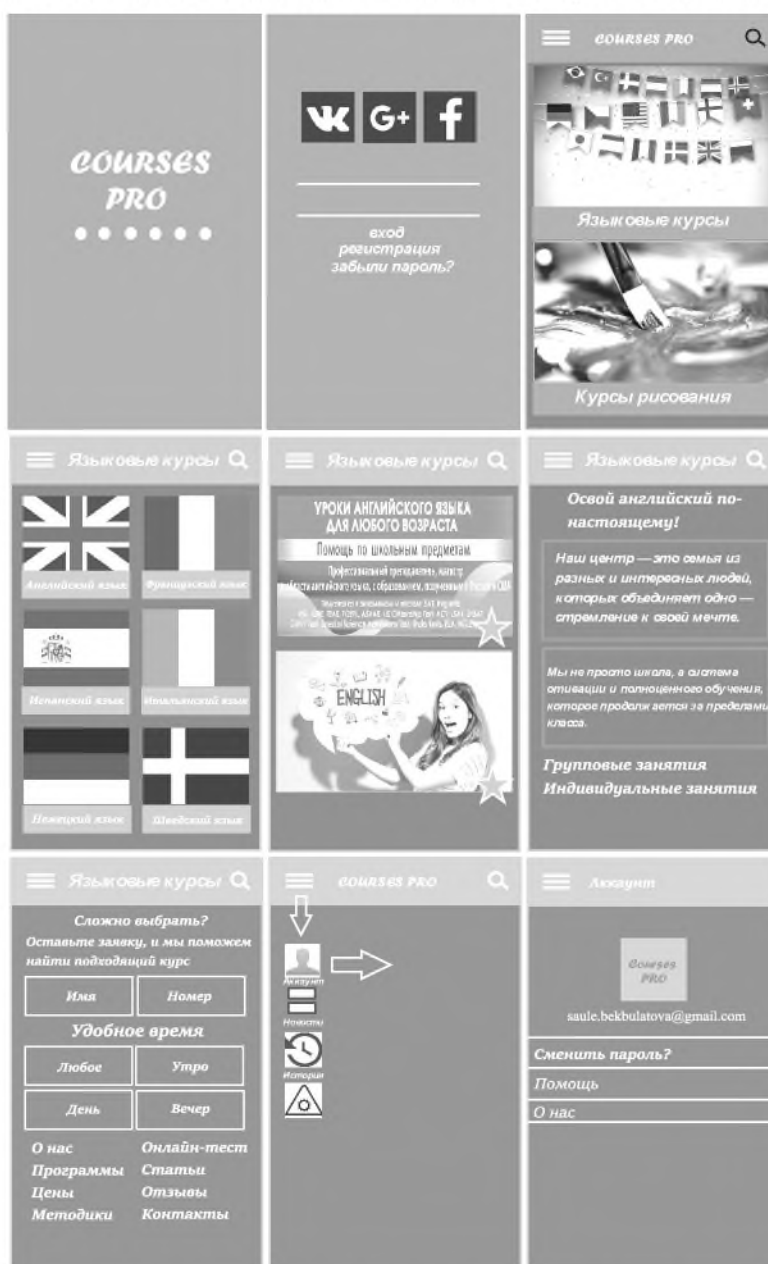 COURSES
PRO
вход
регистрация
забыли пароль?
COURSES PRO
Языковые курсы
Курсы рисования
Языковые курсы
Английский язык
Французский язык
Испанский язык
Итальянский язык
Немецкий язык
Шведский язык
Языковые курсы
УРОКИ АНГЛИЙСКОГО ЯЗЫКА
ДЛЯ ЛЮБОГО ВОЗРАСТА
Помощь по школьным предметам
Профессиональный преподаватель, магистр
ENGLISH
Языковые курсы
Освой английский по-
настоящему!
Наш центр — это семья из
разных и интересных людей,
которых объединяет одно —
стремление к своей мечте.
Мы не просто школа, а система
отивации и полноценного обучения,
которое продолжается за пределами
класса.
Групповые занятия
Индивидуальные занятия
Языковые курсы
Сложно выбрать?
Оставьте заявку, и мы поможем
найти подходящий курс
Имя
Номер
Удобное время
Любое
Утро
День
Вечер
О нас
Онлайн-тест
Программы
Статьи
Цены
Отзывы
Методики
Контакты
COURSES PRO
Аккаунт
Новости
История
Аккаунт
Courses
PRO
saule.bekbulatova@gmail.com
Сменить пароль?
Помощь
О нас